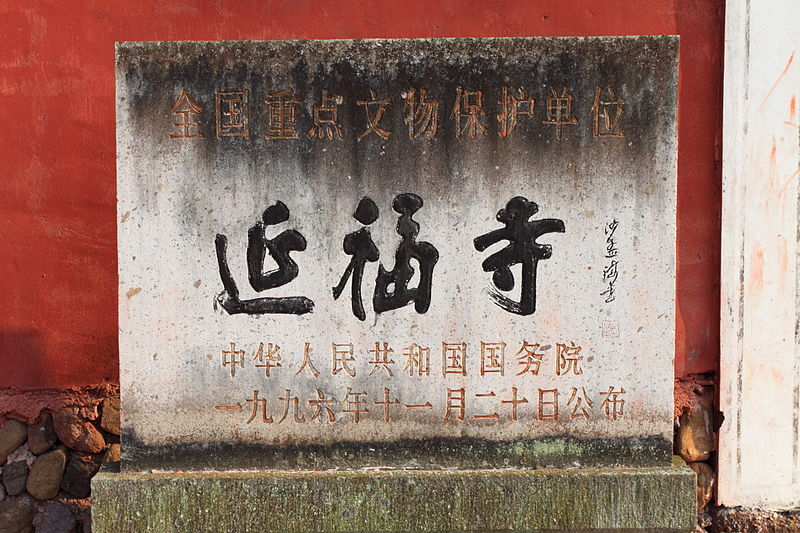 全国重点文物保护单位
延福寺
沙孟海书
中华人民共和国国务院
一九九六年十一月二十日公布